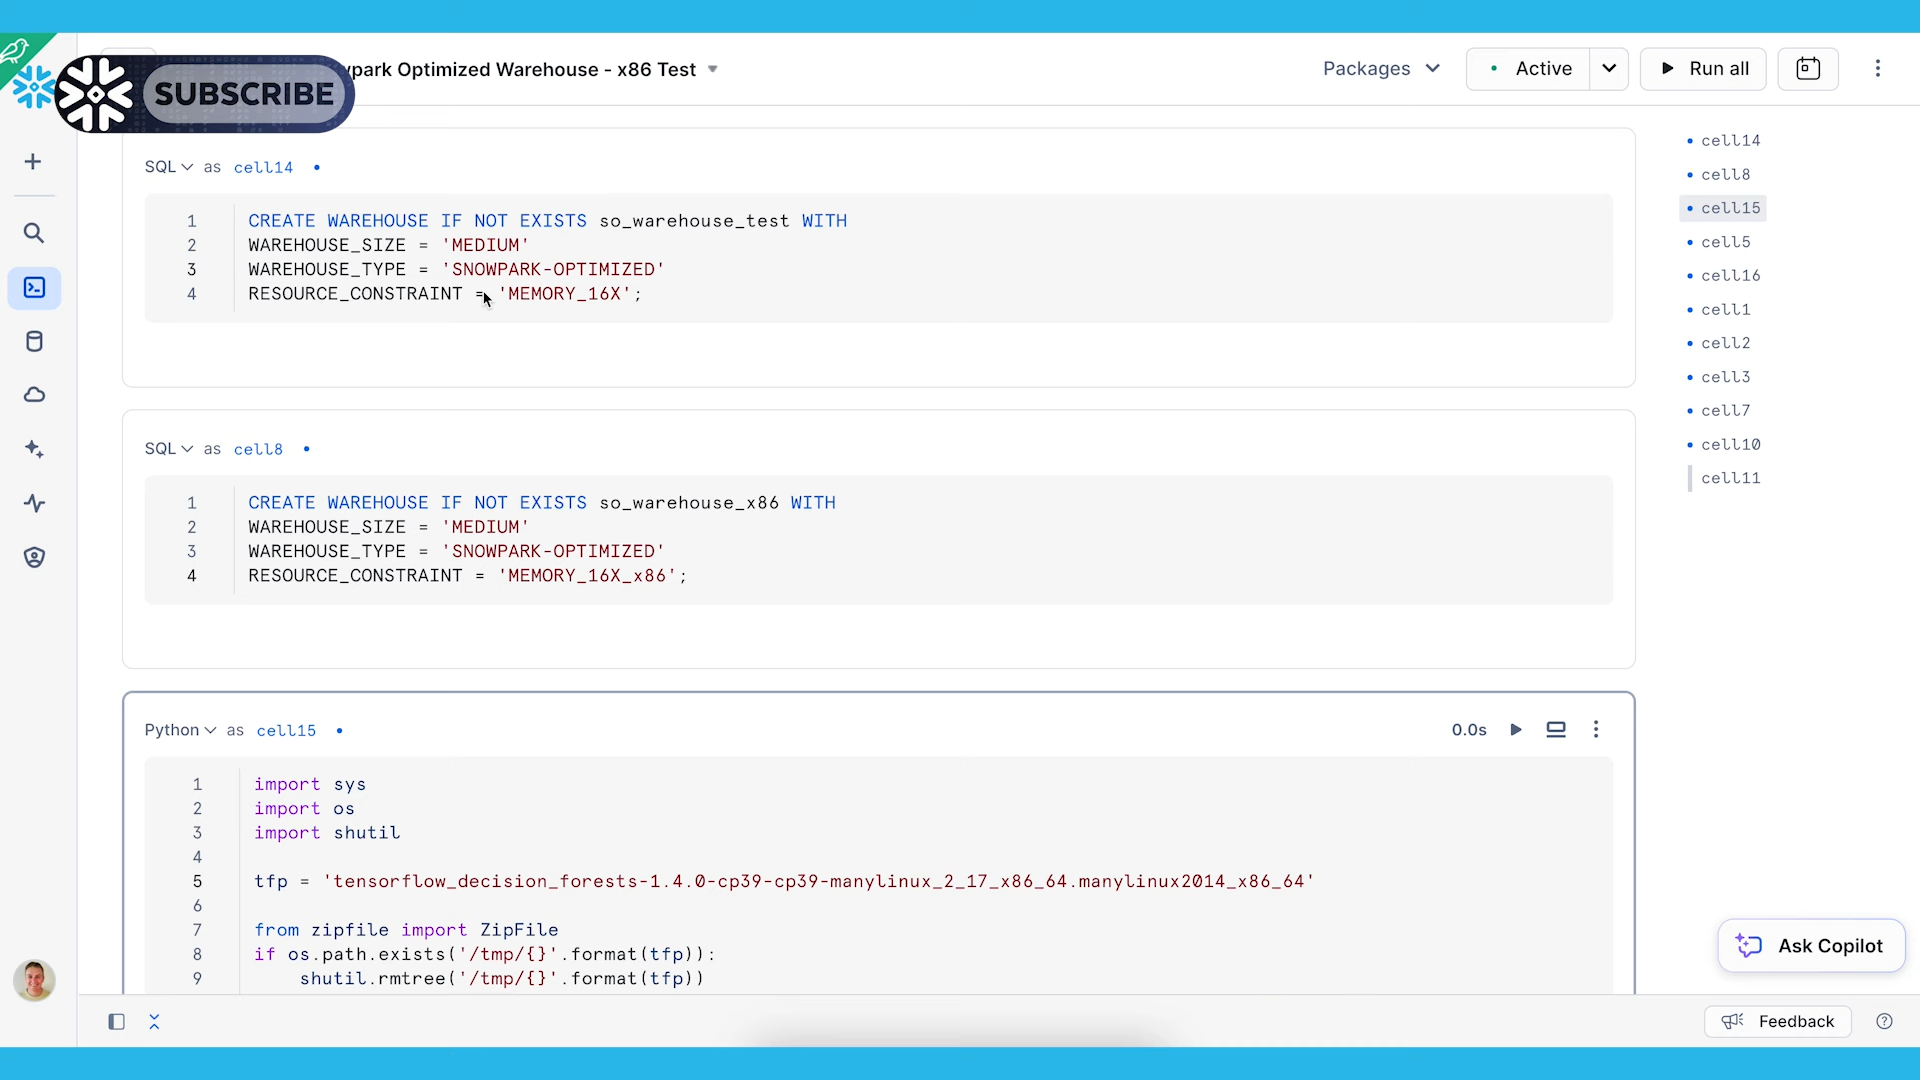 SUBSCRIBE
park Optimized Warehouse - x86 Test
Packages
Active
Run all
SQL as cell14
1 CREATE WAREHOUSE IF NOT EXISTS so_warehouse_test WITH
2 WAREHOUSE_SIZE = 'MEDIUM'
3 WAREHOUSE_TYPE = 'SNOWPARK-OPTIMIZED'
4 RESOURCE_CONSTRAINT = 'MEMORY_16X';
SQL as cell8
1 CREATE WAREHOUSE IF NOT EXISTS so_warehouse_x86 WITH
2 WAREHOUSE_SIZE = 'MEDIUM'
3 WAREHOUSE_TYPE = 'SNOWPARK-OPTIMIZED'
4 RESOURCE_CONSTRAINT = 'MEMORY_16X_x86';
Python as cell15
0.0s
1 import sys
2 import os
3 import shutil
4
5 tfp = 'tensorflow_decision_forests-1.4.0-cp39-cp39-manylinux_2_17_x86_64.manylinux2014_x86_64'
6
7 from zipfile import ZipFile
8 if os.path.exists('/tmp/{}'.format(tfp)):
9 shutil.rmtree('/tmp/{}'.format(tfp))
cell14
cell8
cell15
cell5
cell16
cell1
cell2
cell3
cell7
cell10
cell11
Ask Copilot
Feedback